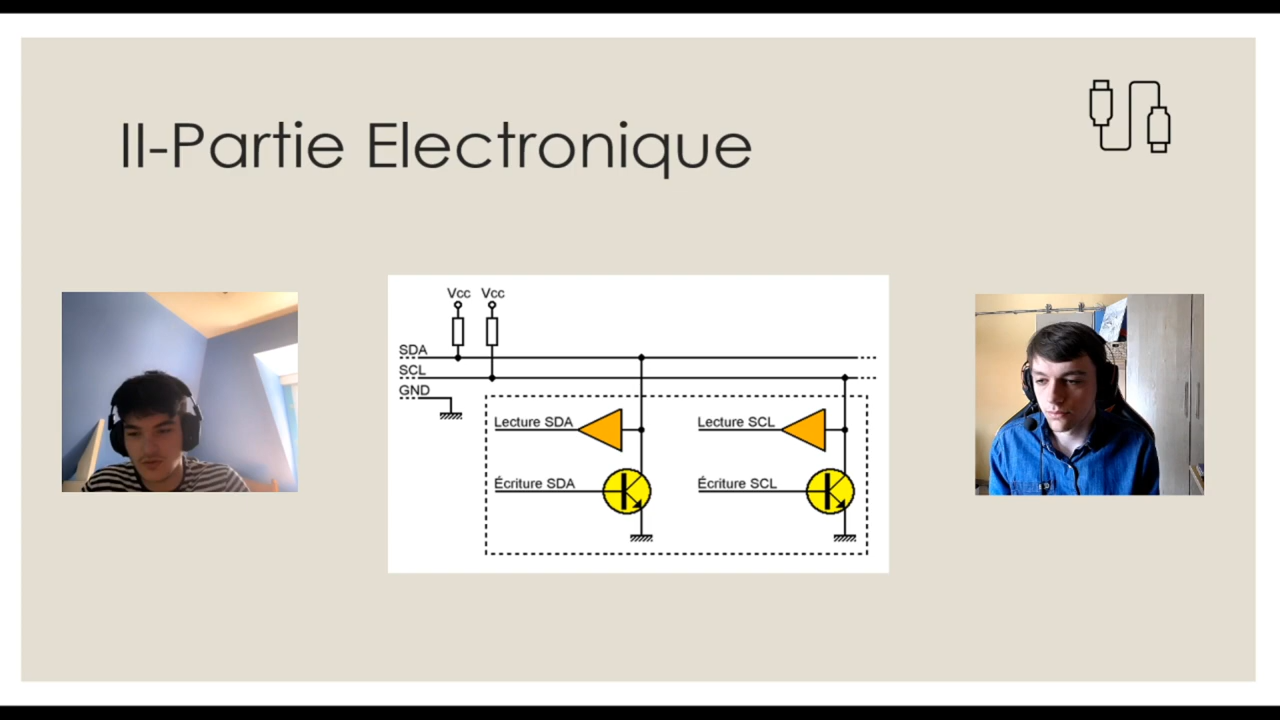 II-Partie Electronique
Vcc Vcc
SDA
SCL
GND
Lecture SDA
Lecture SCL
Écriture SDA
Écriture SCL